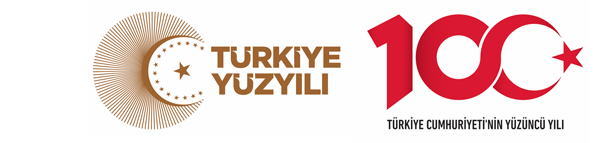 TÜRKİYE
YÜZYILI
100
TÜRKİYE CUMHURİYETİ'NİN YÜZÜNCÜ YILI